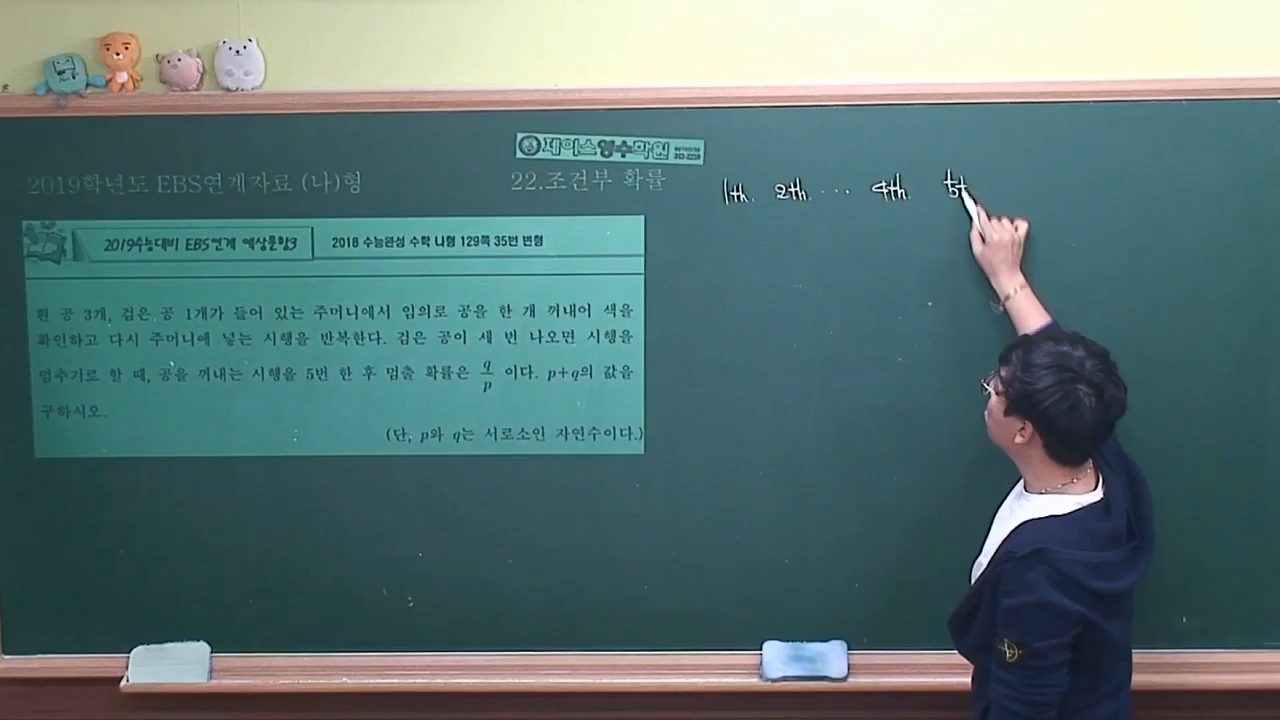 제이스영수학원
2019학년도 EBS연계자료 (나)형
22.조건부 확률
1th. 2th. ... 4th. 5t
2019수능대비 EBS연계 예상문항3
2018 수능완성 수학 나형 129쪽 35번 변형
흰 공 3개, 검은 공 1개가 들어 있는 주머니에서 임의로 공을 한 개 꺼내어 색을
확인하고 다시 주머니에 넣는 시행을 반복한다. 검은 공이 세 번 나오면 시행을
멈추기로 할 때, 공을 꺼내는 시행을 5번 한 후 멈출 확률은 q/p 이다. p+q의 값을
구하시오.
(단, p와 q는 서로소인 자연수이다.)